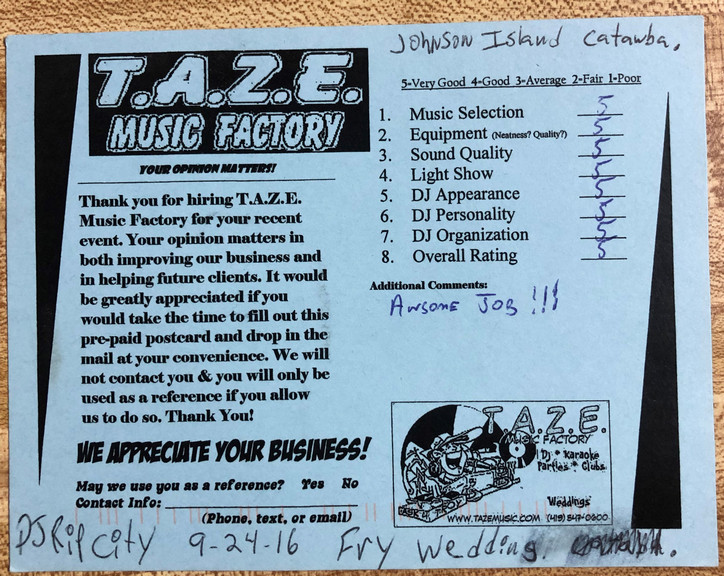 Johnson Island Catawba.
T.A.Z.E.
MUSIC FACTORY
YOUR OPINION MATTERS!
Thank you for hiring T.A.Z.E.
Music Factory for your recent
event. Your opinion matters in
both improving our business and
in helping future clients. It would
be greatly appreciated if you
would take the time to fill out this
pre-paid postcard and drop in the
mail at your convenience. We will
not contact you & you will only be
used as a reference if you allow
us to do so. Thank You!
WE APPRECIATE YOUR BUSINESS!
May we use you as a reference? Yes No
Contact Info:
(Phone, text, or email)
5-Very Good 4-Good 3-Average 2-Fair 1-Poor
1. Music Selection 5
2. Equipment (Neatness? Quality?) 5
3. Sound Quality 5
4. Light Show 5
5. DJ Appearance 5
6. DJ Personality 5
7. DJ Organization 5
8. Overall Rating 5
Additional Comments:
Awsome Job !!!
T.A.Z.E.
MUSIC FACTORY
Dj * Karaoke
Parties * Clubs
Weddings
WWW.TAZEMUSIC.COM (419) 547-0600
DJ Rip City 9-24-16 Fry Wedding.